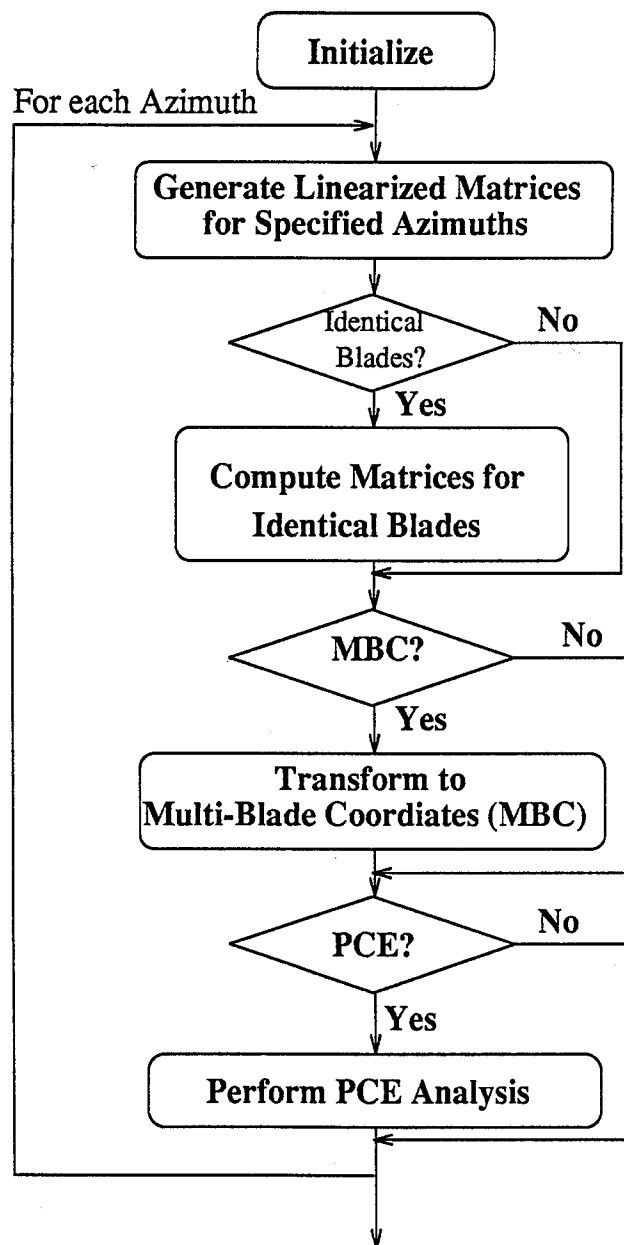 Initialize
For each Azimuth
Generate Linearized Matrices
for Specified Azimuths
Identical
Blades?
No
Yes
Compute Matrices for
Identical Blades
MBC?
No
Yes
Transform to
Multi-Blade Coordiates (MBC)
PCE?
No
Yes
Perform PCE Analysis